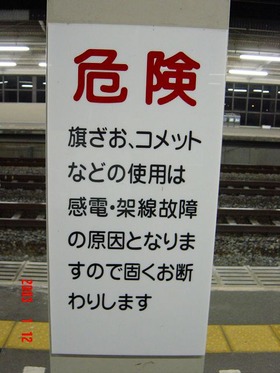 危険
旗ざお、コメット
などの使用は
感電・架線故障
の原因となりま
すので固くお断
わりします